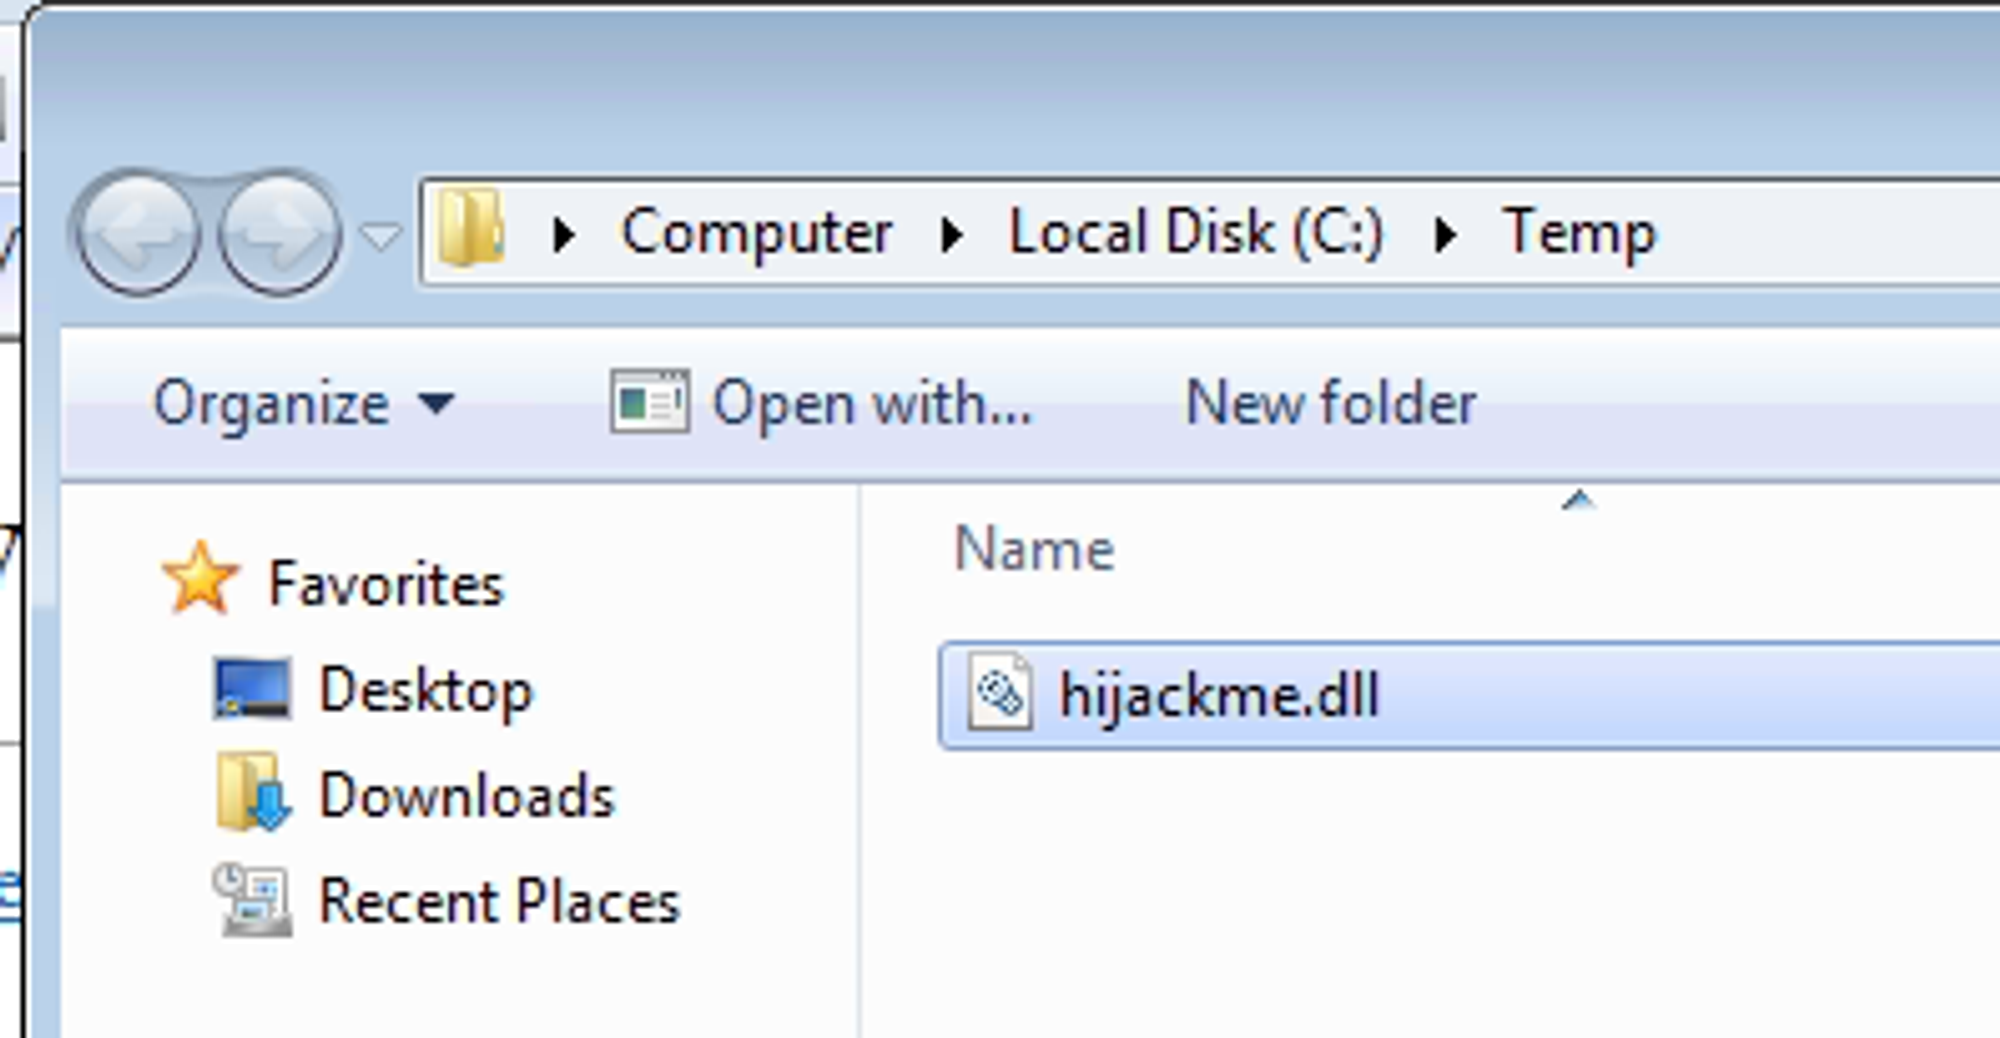 Computer Local Disk (C:) Temp
Organize Open with... New folder
Name
Favorites
hijackme.dll
Desktop
Downloads
Recent Places